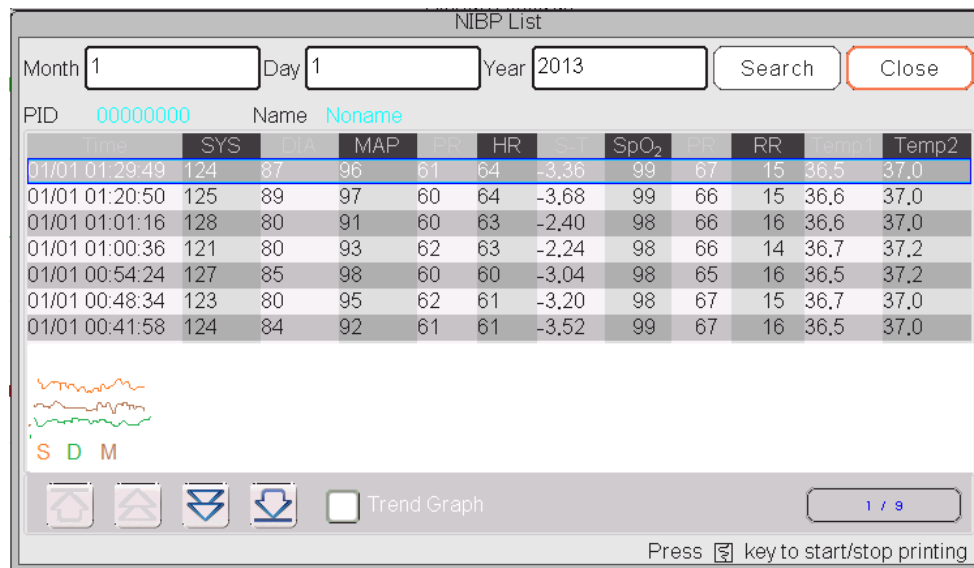 NIBP List
Month 1 Day 1 Year 2013 Search Close
PID 00000000 Name Noname
Time SYS DIA MAP PR HR S-T SpO₂ PR RR Temp1 Temp2
01/01 01:29:49 124 87 96 61 64 -3.36 99 67 15 36.5 37.0
01/01 01:20:50 125 89 97 60 64 -3.68 99 66 15 36.6 37.0
01/01 01:01:16 128 80 91 60 63 -2.40 98 66 16 36.6 37.0
01/01 01:00:36 121 80 93 62 63 -2.24 98 66 14 36.7 37.2
01/01 00:54:24 127 85 98 60 60 -3.04 98 65 16 36.5 37.2
01/01 00:48:34 123 80 95 62 61 -3.20 98 67 15 36.7 37.0
01/01 00:41:58 124 84 92 61 61 -3.52 99 67 16 36.5 37.0
S D M
Trend Graph 1 / 9
Press key to start/stop printing